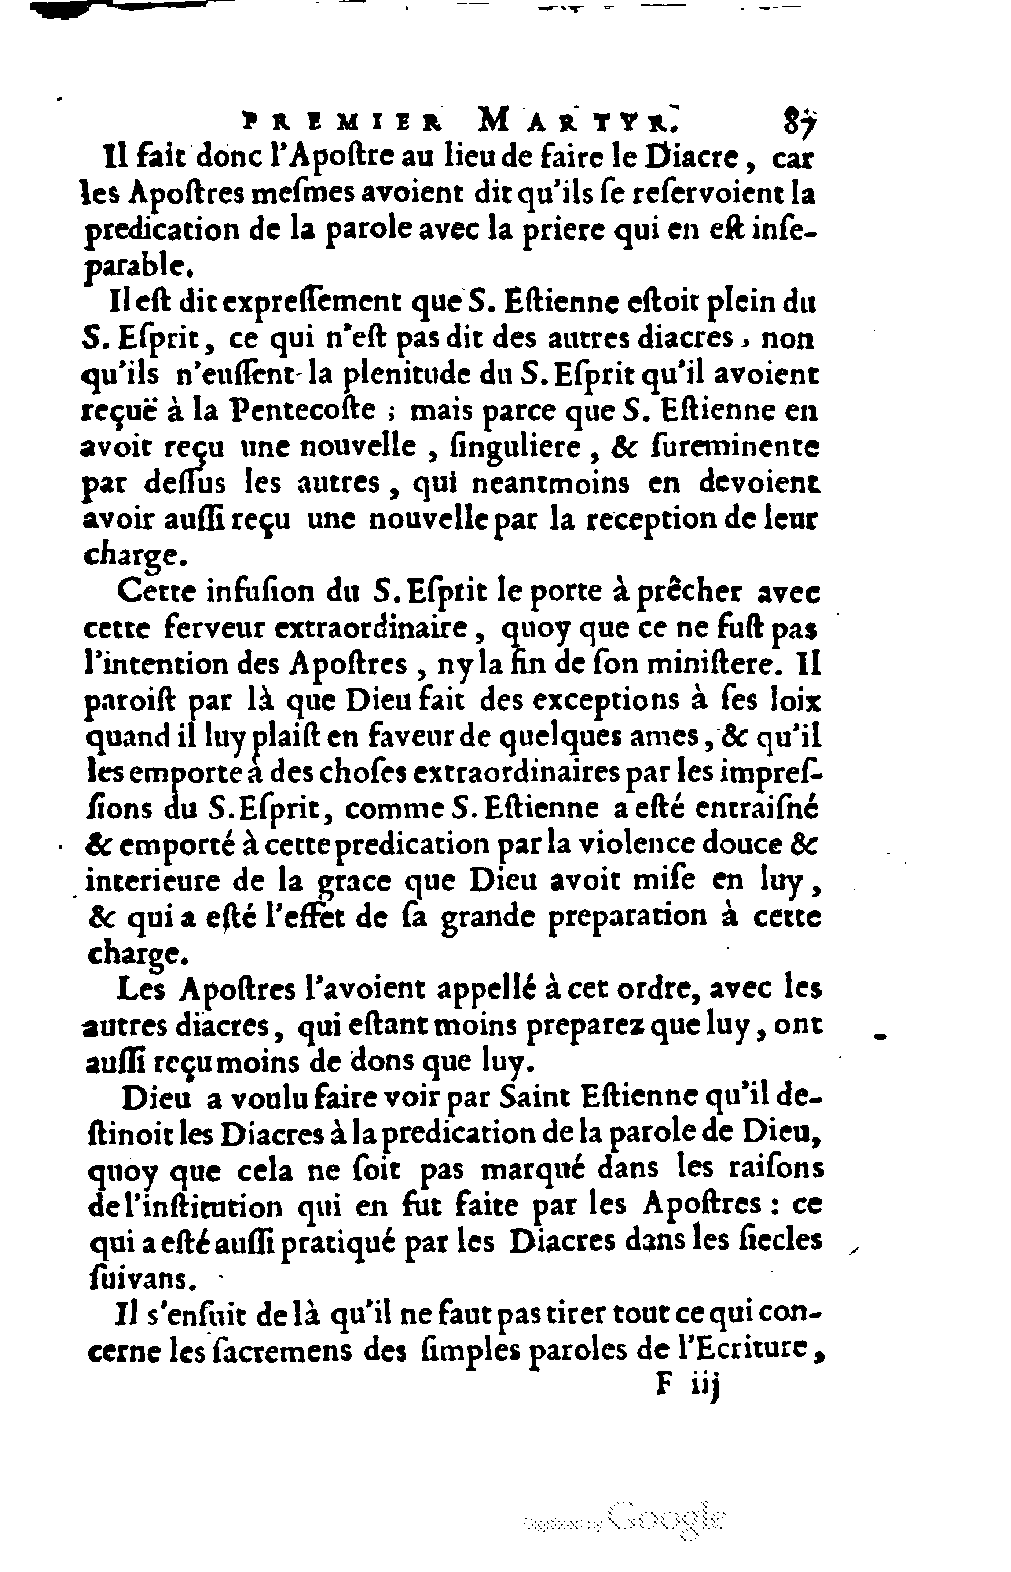 PREMIER MARTYR. 87
Il fait donc l'Apoſtre au lieu de faire le Diacre, car
les Apoſtres meſmes avoient dit qu'ils ſe reſervoient la
predication de la parole avec la priere qui en eſt inſe-
parable.
Il eſt dit expreſſement que S. Eſtienne eſtoit plein du
S. Eſprit, ce qui n'eſt pas dit des autres diacres, non
qu'ils n'euſſent la plenitude du S. Eſprit qu'il avoient
reçuë à la Pentecoſte ; mais parce que S. Eſtienne en
avoit reçu une nouvelle, ſinguliere, & ſureminente
par deſſus les autres, qui neantmoins en devoient
avoir auſſi reçu une nouvelle par la reception de leur
charge.
Cette infuſion du S. Eſprit le porte à prêcher avec
cette ferveur extraordinaire, quoy que ce ne fuſt pas
l'intention des Apoſtres, ny la fin de ſon miniſtere. Il
paroiſt par là que Dieu fait des exceptions à ſes loix
quand il luy plaiſt en faveur de quelques ames, & qu'il
les emporte à des choſes extraordinaires par les impreſ-
ſions du S. Eſprit, comme S. Eſtienne a eſté entraiſné
& emporté à cette predication par la violence douce &
interieure de la grace que Dieu avoit miſe en luy,
& qui a eſté l'effet de ſa grande preparation à cette
charge.
Les Apoſtres l'avoient appellé à cet ordre, avec les
autres diacres, qui eſtant moins preparez que luy, ont
auſſi reçu moins de dons que luy.
Dieu a voulu faire voir par Saint Eſtienne qu'il de-
ſtinoit les Diacres à la predication de la parole de Dieu,
quoy que cela ne ſoit pas marqué dans les raiſons
de l'inſtitution qui en fut faite par les Apoſtres : ce
qui a eſté auſſi pratiqué par les Diacres dans les ſiecles
ſuivans.
Il s'enſuit de là qu'il ne faut pas tirer tout ce qui con-
cerne les ſacremens des ſimples paroles de l'Ecriture,
F iij
Digitized by Google